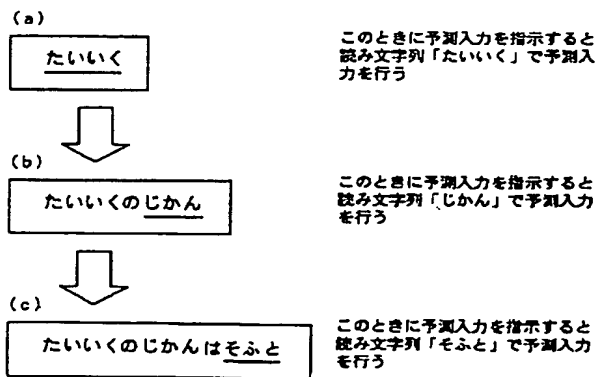 (a)
たいいく
このときに予測入力を指示すると
読み文字列「たいいく」で予測入
力を行う
(b)
たいいくのじかん
このときに予測入力を指示すると
読み文字列「じかん」で予測入力
を行う
(c)
たいいくのじかんはそふと
このときに予測入力を指示すると
読み文字列「そふと」で予測入力
を行う